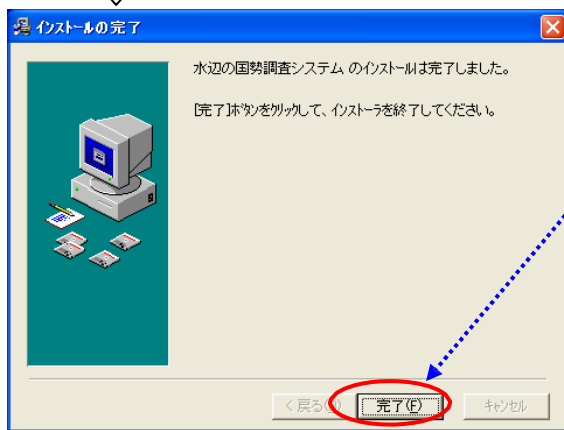 インストールの完了
水辺の国勢調査システム のインストールは完了しました。
[完了]ボタンをクリックして、インストーラを終了してください。
< 戻る(B)
完了(F)
キャンセル